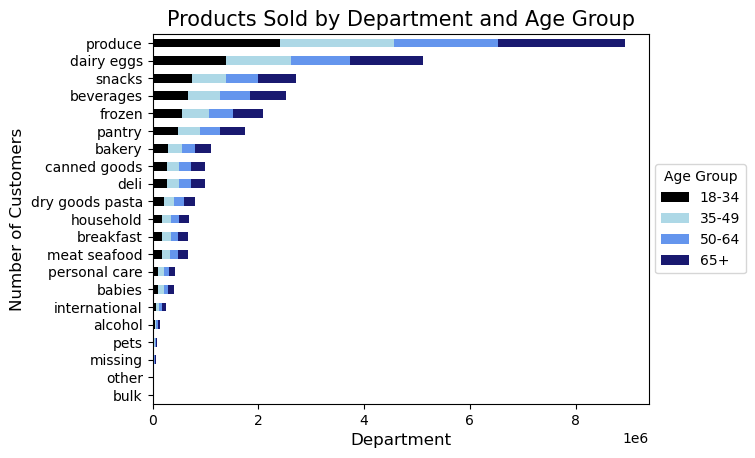 Products Sold by Department and Age Group
Number of Customers
produce
dairy eggs
snacks
beverages
frozen
pantry
bakery
canned goods
deli
dry goods pasta
household
breakfast
meat seafood
personal care
babies
international
alcohol
pets
missing
other
bulk
0 2 4 6 8
1e6
Department
Age Group
18-34
35-49
50-64
65+